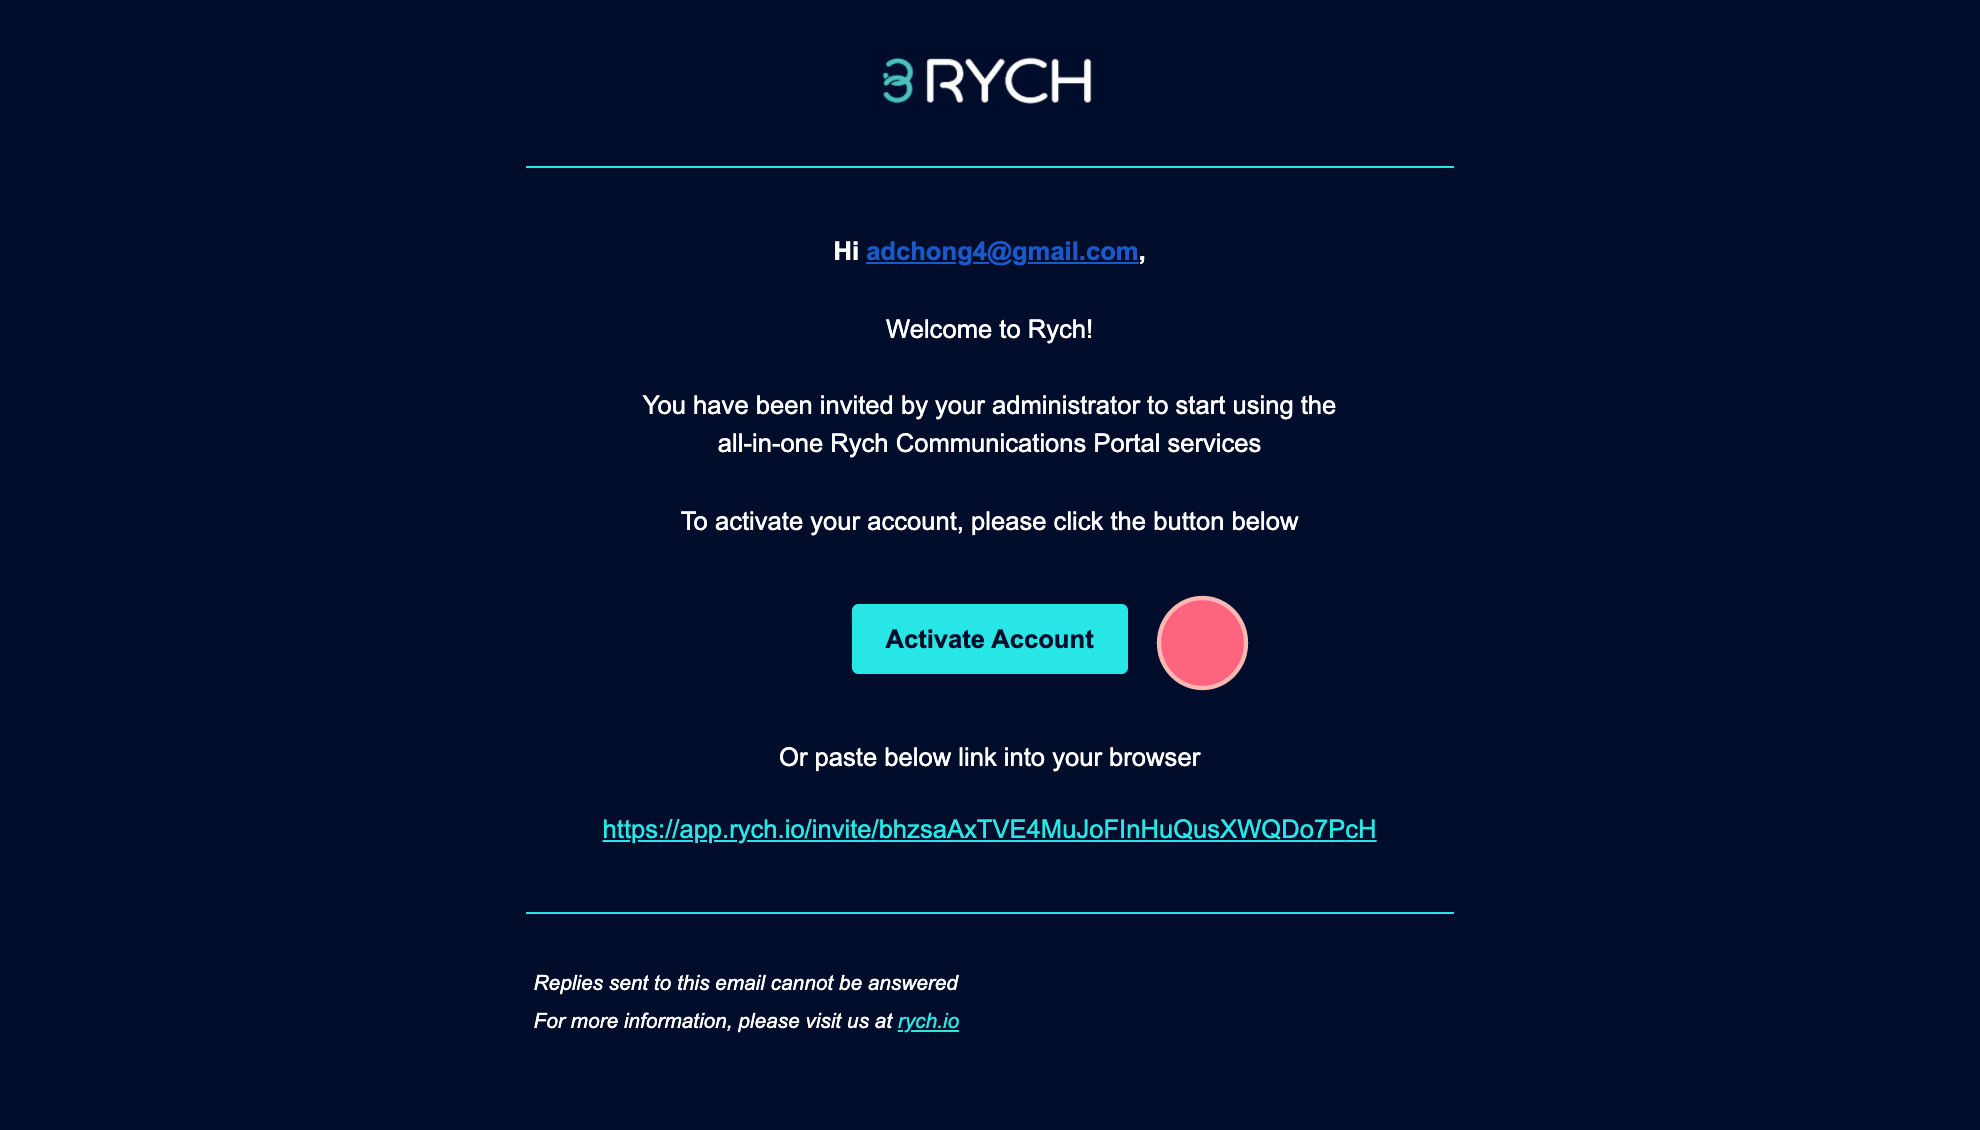 RYCH
Hi adchong4@gmail.com,
Welcome to Rych!
You have been invited by your administrator to start using the
all-in-one Rych Communications Portal services
To activate your account, please click the button below
Activate Account
Or paste below link into your browser
https://app.rych.io/invite/bhzsaAxTVE4MuJoFInHuQusXWQDo7PcH
Replies sent to this email cannot be answered
For more information, please visit us at rych.io